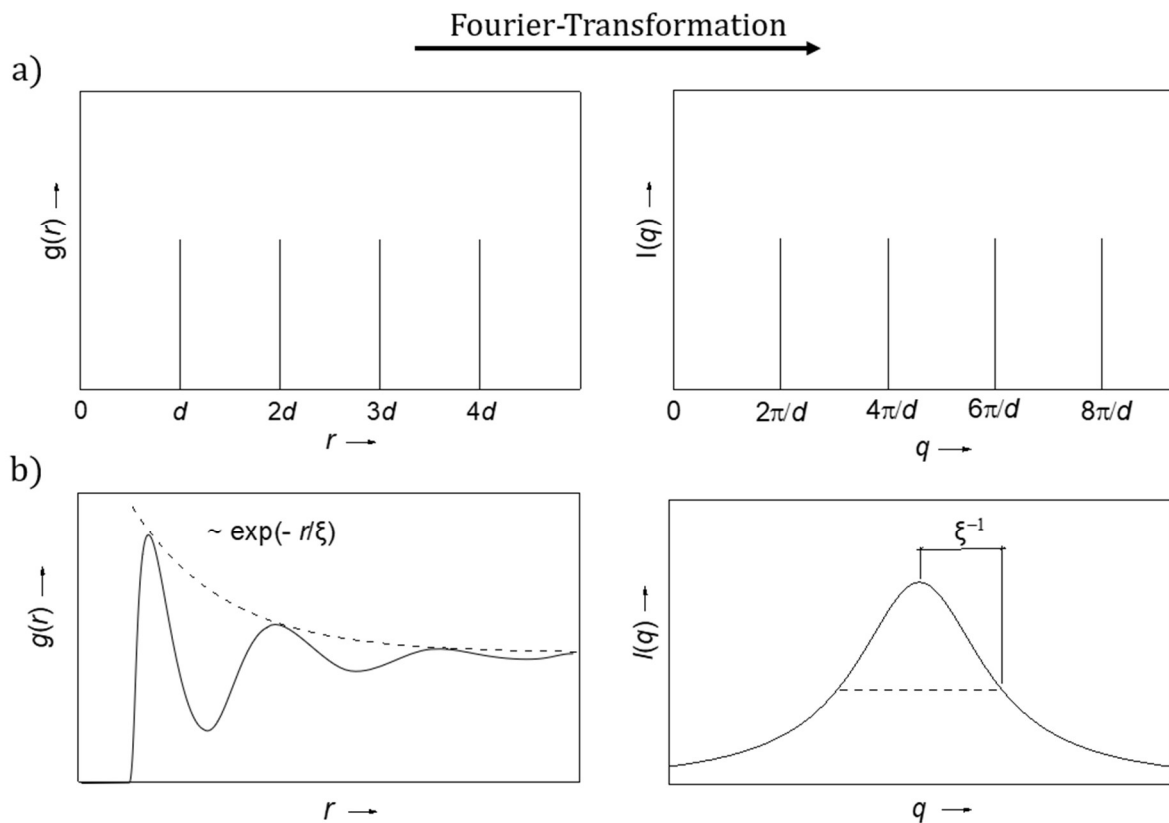 Fourier-Transformation
a)
g(r) →
0 d 2d 3d 4d
r →
I(q) →
0 2π/d 4π/d 6π/d 8π/d
q →
b)
~ exp(- r/ξ)
g(r) →
r →
ξ⁻¹
I(q) →
q →